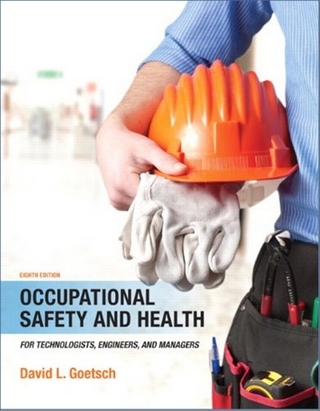 EIGHTH EDITION
OCCUPATIONAL
SAFETY AND HEALTH
FOR TECHNOLOGISTS, ENGINEERS, AND MANAGERS
David L. Goetsch